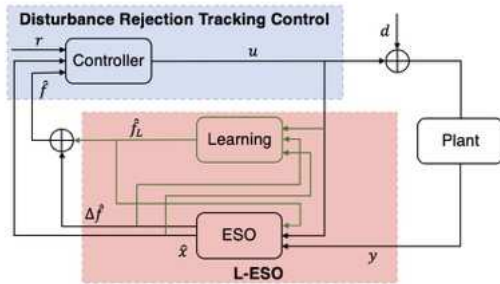 Disturbance Rejection Tracking Control
r
Controller
u
d
f̂
f̂_L
Learning
Plant
Δf̂
ESO
x̂
y
L-ESO